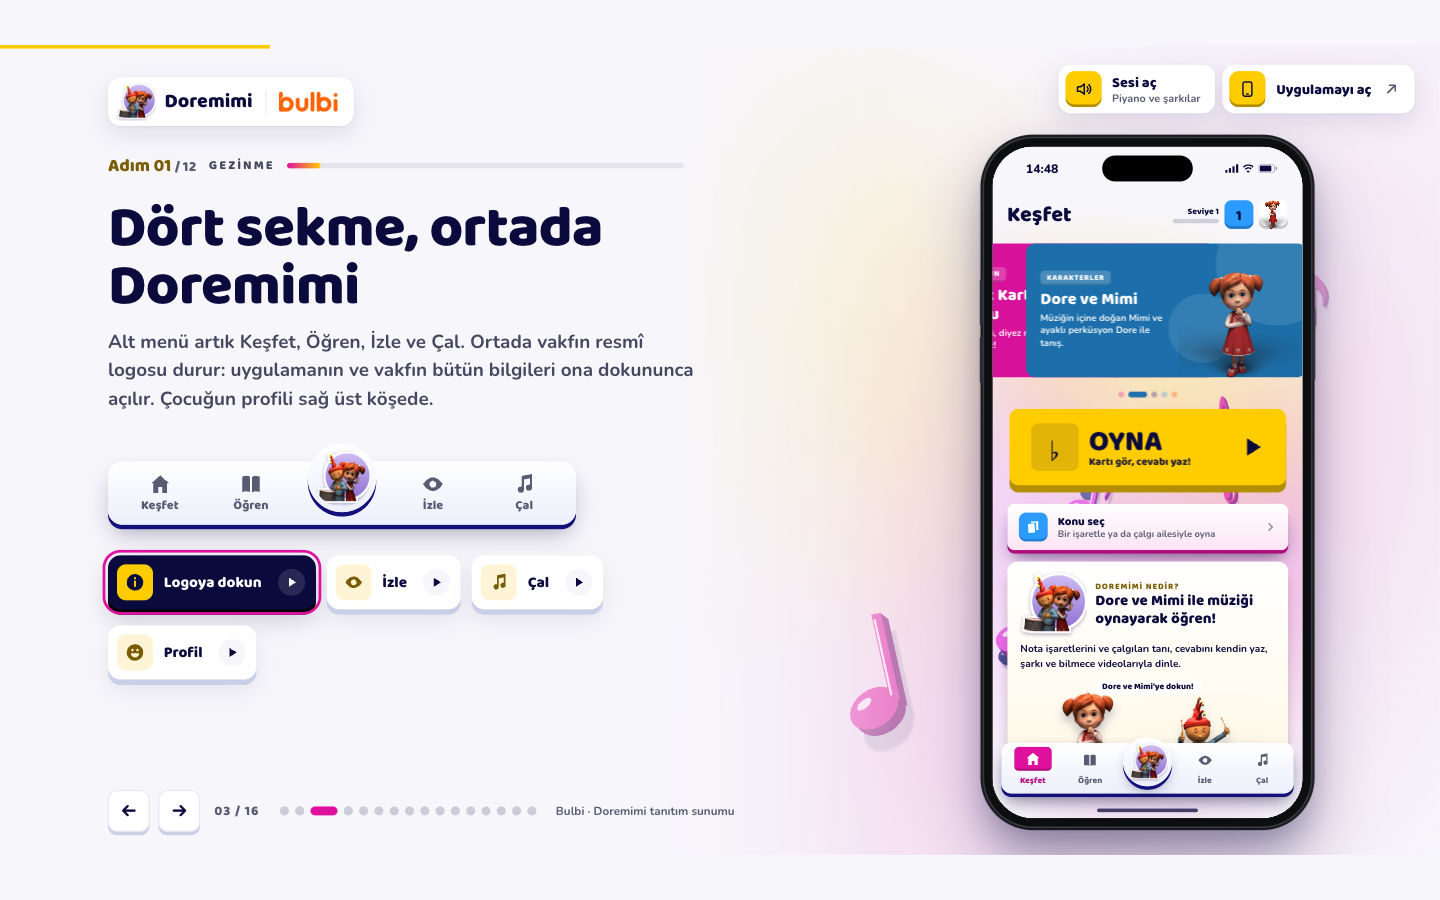 Doremimi
bulbi
Sesi aç
Piyano ve şarkılar
Uygulamayı aç
Adım 01 / 12 GEZİNME
Dört sekme, ortada
Doremimi
Alt menü artık Keşfet, Öğren, İzle ve Çal. Ortada vakfın resmî
logosu durur: uygulamanın ve vakfın bütün bilgileri ona dokununca
açılır. Çocuğun profili sağ üst köşede.
Keşfet
Öğren
İzle
Çal
Logoya dokun
İzle
Çal
Profil
03 / 16
Bulbi · Doremimi tanıtım sunumu
14:48
Keşfet
Seviye 1
1
KARAKTERLER
Dore ve Mimi
Müziğin içine doğan Mimi ve
ayaklı perküsyon Dore ile
tanış.
OYNA
Kartı gör, cevabı yaz!
Konu seç
Bir işaretle ya da çalgı ailesiyle oyna
DOREMİMİ NEDİR?
Dore ve Mimi ile müziği
oynayarak öğren!
Nota işaretlerini ve çalgıları tanı, cevabını kendin yaz,
şarkı ve bilmece videolarıyla dinle.
Dore ve Mimi'ye dokun!
Keşfet
Öğren
İzle
Çal